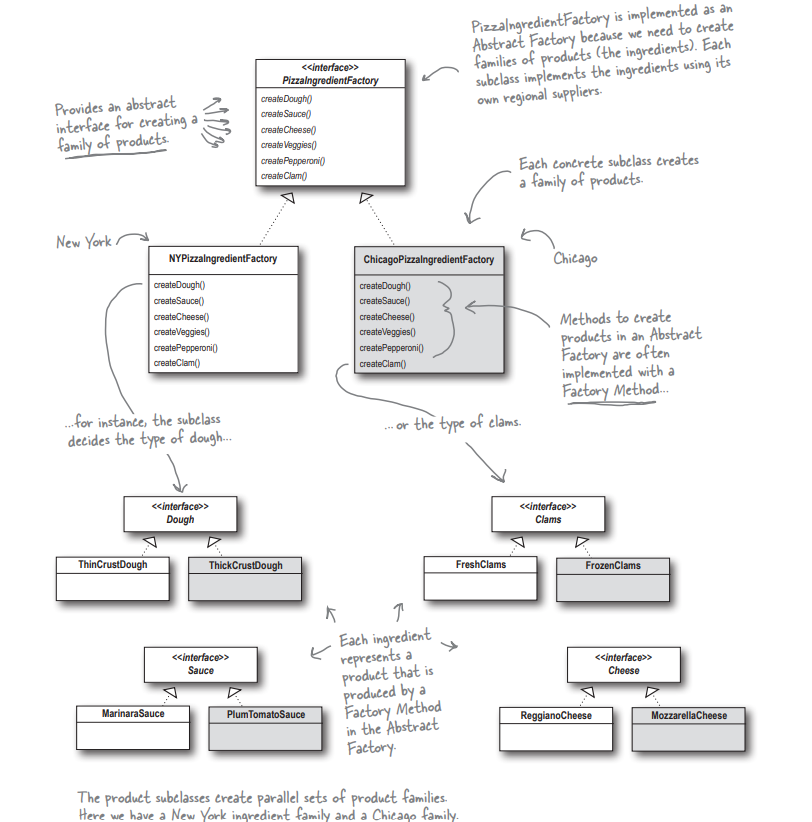 PizzaIngredientFactory is implemented as an
Abstract Factory because we need to create
families of products (the ingredients). Each
subclass implements the ingredients using its
own regional suppliers.
<<interface>>
PizzaIngredientFactory
createDough()
createSauce()
createCheese()
createVeggies()
createPepperoni()
createClam()
Provides an abstract
interface for creating a
family of products.
Each concrete subclass creates
a family of products.
New York
Chicago
NYPizzaIngredientFactory
createDough()
createSauce()
createCheese()
createVeggies()
createPepperoni()
createClam()
ChicagoPizzaIngredientFactory
createDough()
createSauce()
createCheese()
createVeggies()
createPepperoni()
createClam()
Methods to create
products in an Abstract
Factory are often
implemented with a
Factory Method...
...for instance, the subclass
decides the type of dough...
...or the type of clams.
<<interface>>
Dough
ThinCrustDough
ThickCrustDough
<<interface>>
Clams
FreshClams
FrozenClams
Each ingredient
represents a
product that is
produced by a
Factory Method
in the Abstract
Factory.
<<interface>>
Sauce
MarinaraSauce
PlumTomatoSauce
<<interface>>
Cheese
ReggianoCheese
MozzarellaCheese
The product subclasses create parallel sets of product families.
Here we have a New York ingredient family and a Chicago family.